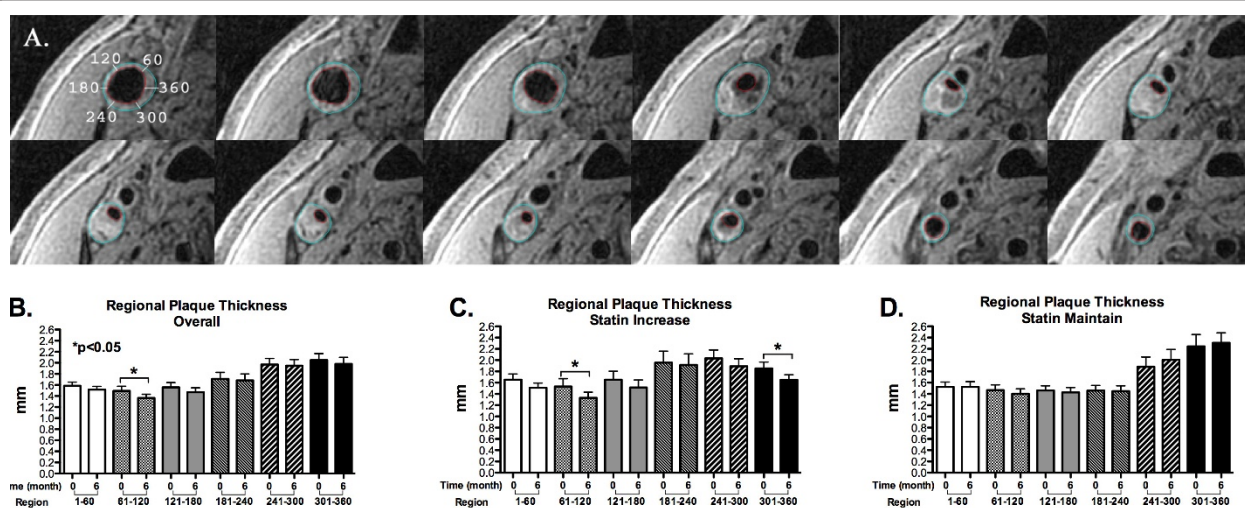 A.
120 60
180 360
240 300
B. Regional Plaque Thickness
Overall
*p<0.05
*
mm
2.6
2.4
2.2
2.0
1.8
1.6
1.4
1.2
1.0
0.8
0.6
0.4
0.2
0.0
me (month) 0 6 0 6 0 6 0 6 0 6 0 6
Region 1-60 61-120 121-180 181-240 241-300 301-360
C. Regional Plaque Thickness
Statin Increase
* *
mm
2.6
2.4
2.2
2.0
1.8
1.6
1.4
1.2
1.0
0.8
0.6
0.4
0.2
0.0
Time (month) 0 6 0 6 0 6 0 6 0 6 0 6
Region 1-60 61-120 121-180 181-240 241-300 301-360
D. Regional Plaque Thickness
Statin Maintain
mm
2.6
2.4
2.2
2.0
1.8
1.6
1.4
1.2
1.0
0.8
0.6
0.4
0.2
0.0
Time (month) 0 6 0 6 0 6 0 6 0 6 0 6
Region 1-60 61-120 121-180 181-240 241-300 301-360